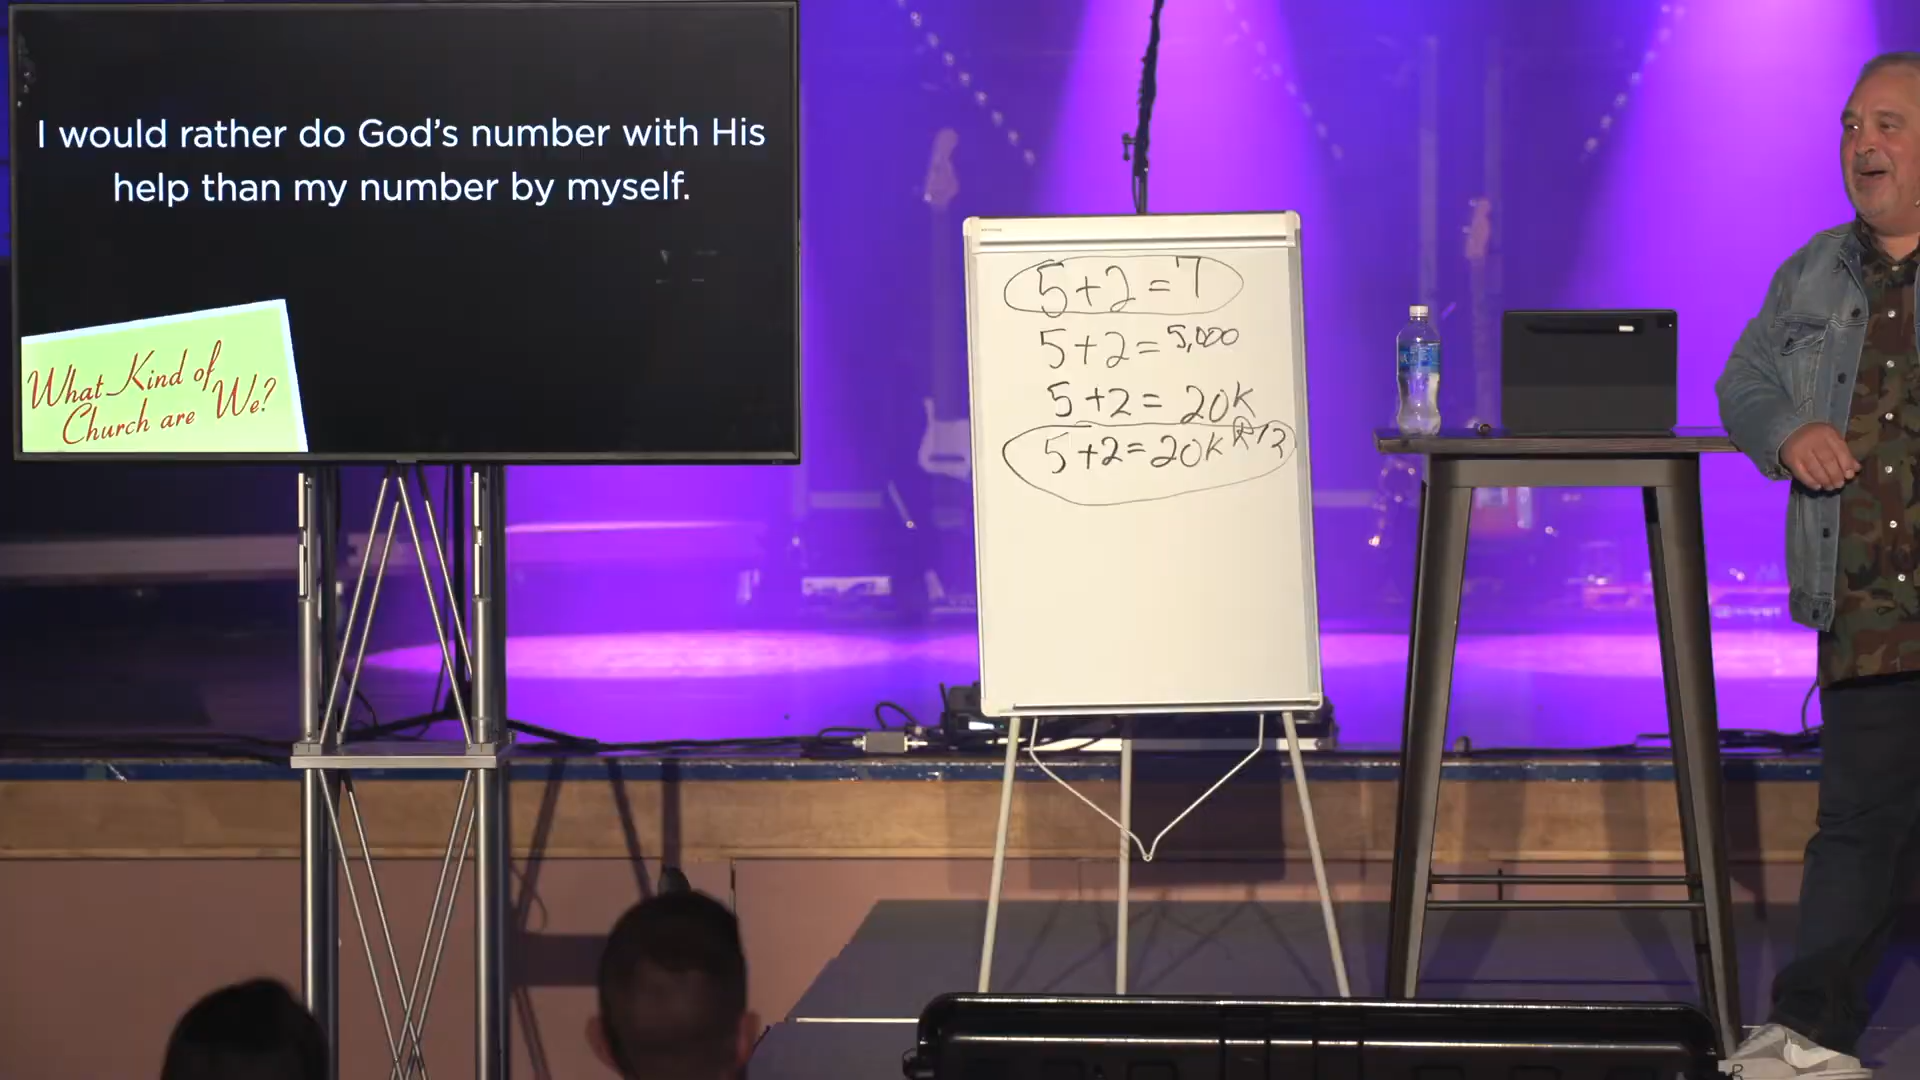 I would rather do God's number with His
help than my number by myself.
What Kind of
Church are We?
5+2=7
5+2=5,000
5+2=20k
5+2=20k R12